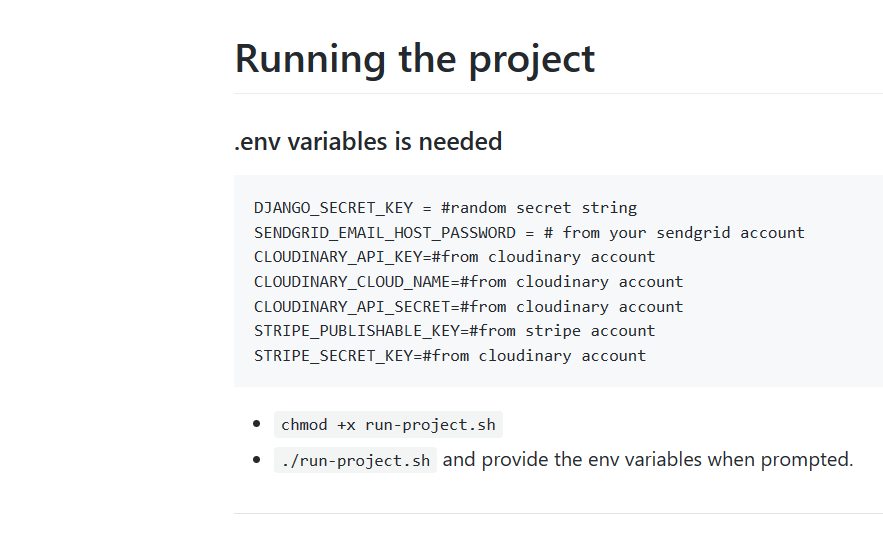 Running the project
.env variables is needed
DJANGO_SECRET_KEY = #random secret string
SENDGRID_EMAIL_HOST_PASSWORD = # from your sendgrid account
CLOUDINARY_API_KEY=#from cloudinary account
CLOUDINARY_CLOUD_NAME=#from cloudinary account
CLOUDINARY_API_SECRET=#from cloudinary account
STRIPE_PUBLISHABLE_KEY=#from stripe account
STRIPE_SECRET_KEY=#from cloudinary account
• chmod +x run-project.sh
• ./run-project.sh and provide the env variables when prompted.